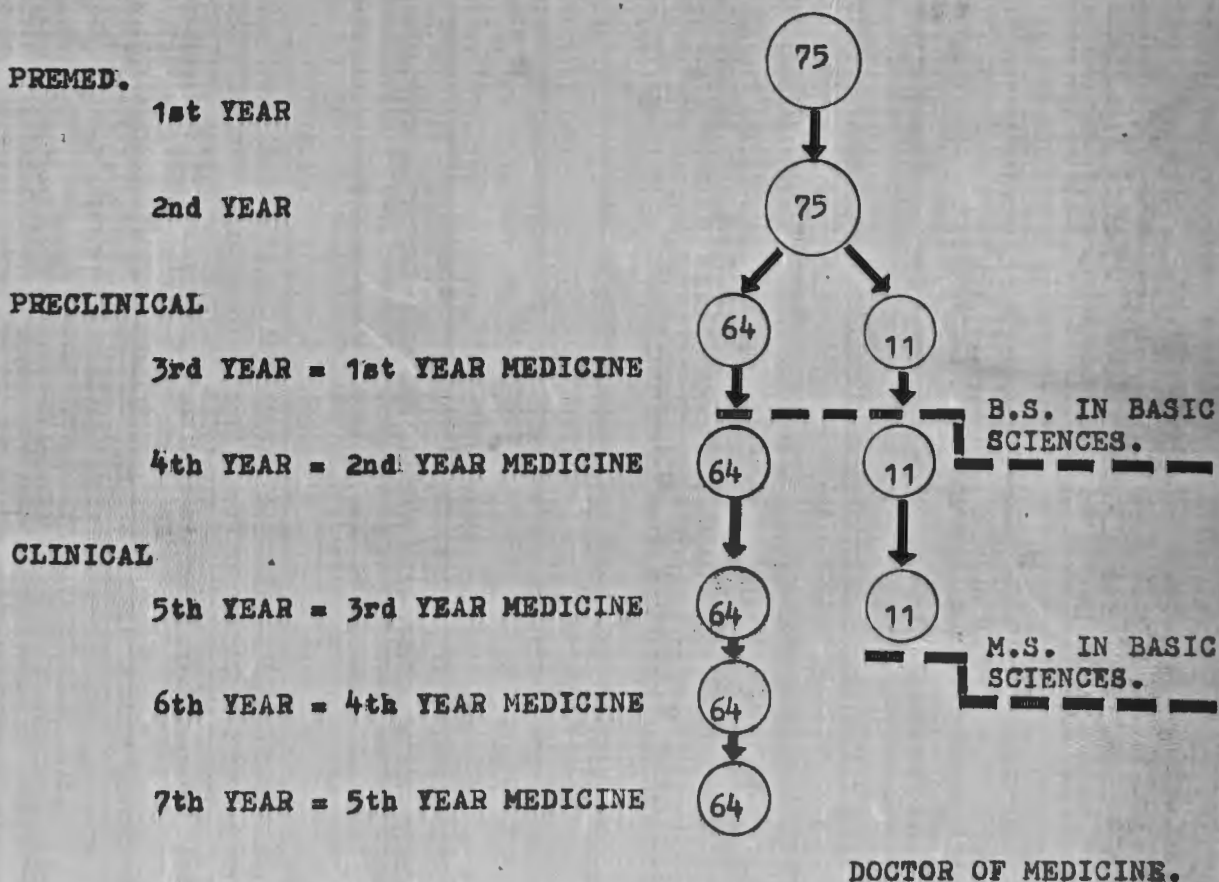 75
PREMED.
1st YEAR
2nd YEAR
75
PRECLINICAL
64
11
3rd YEAR = 1st YEAR MEDICINE
B.S. IN BASIC
SCIENCES.
4th YEAR = 2nd YEAR MEDICINE
64
11
CLINICAL
5th YEAR = 3rd YEAR MEDICINE
64
11
M.S. IN BASIC
SCIENCES.
6th YEAR = 4th YEAR MEDICINE
64
7th YEAR = 5th YEAR MEDICINE
64
DOCTOR OF MEDICINE.